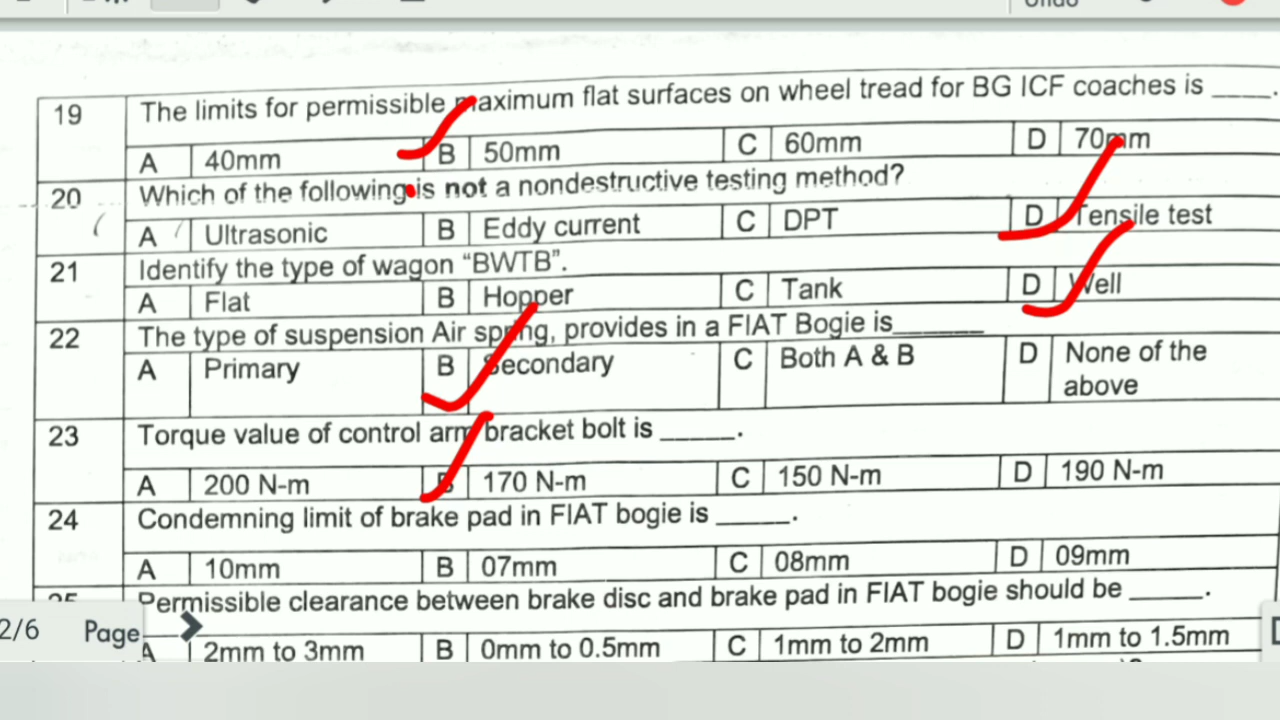 Undo
19 The limits for permissible maximum flat surfaces on wheel tread for BG ICF coaches is ____.
A 40mm B 50mm C 60mm D 70mm
20 Which of the following is not a nondestructive testing method?
A Ultrasonic B Eddy current C DPT D Tensile test
21 Identify the type of wagon “BWTB”.
A Flat B Hopper C Tank D Well
22 The type of suspension Air spring, provides in a FIAT Bogie is______
A Primary B Secondary C Both A & B D None of the
above
23 Torque value of control arm bracket bolt is _____.
A 200 N-m B 170 N-m C 150 N-m D 190 N-m
24 Condemning limit of brake pad in FIAT bogie is _____.
A 10mm B 07mm C 08mm D 09mm
25 Permissible clearance between brake disc and brake pad in FIAT bogie should be _____.
2/6 Page
A 2mm to 3mm B 0mm to 0.5mm C 1mm to 2mm D 1mm to 1.5mm